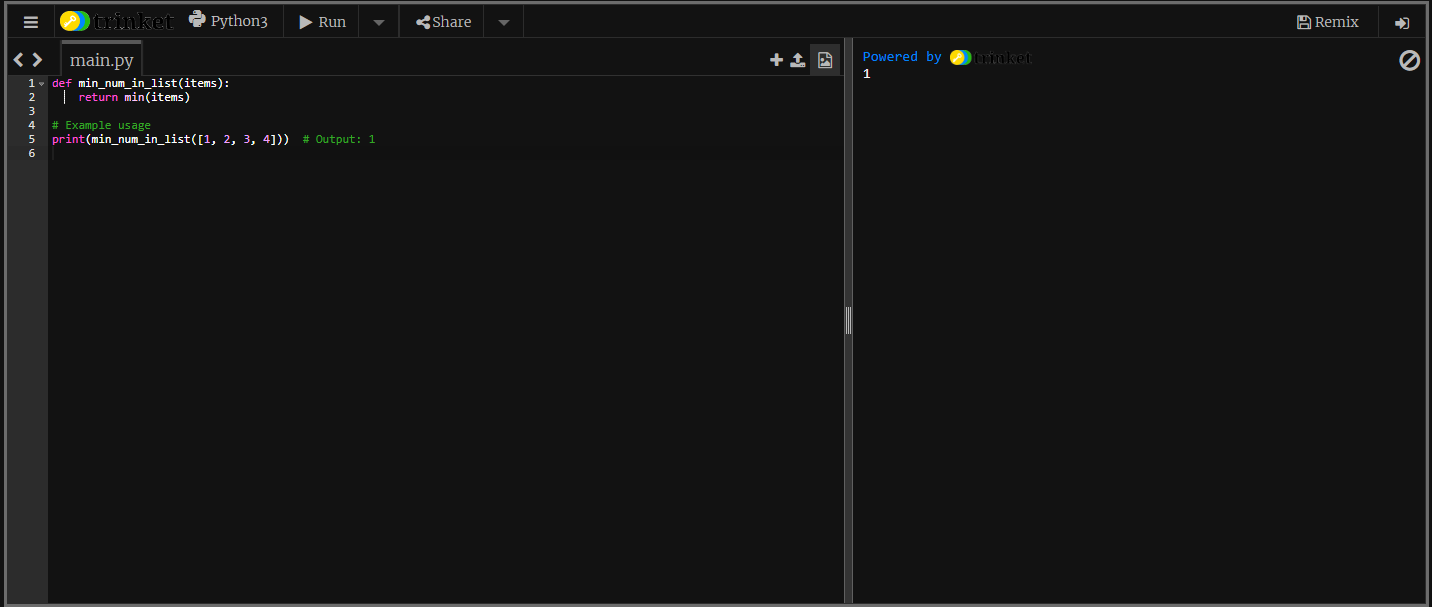 trinket Python3 Run Share Remix
main.py
1 def min_num_in_list(items):
2     return min(items)
3
4 # Example usage
5 print(min_num_in_list([1, 2, 3, 4]))  # Output: 1
6
Powered by trinket
1